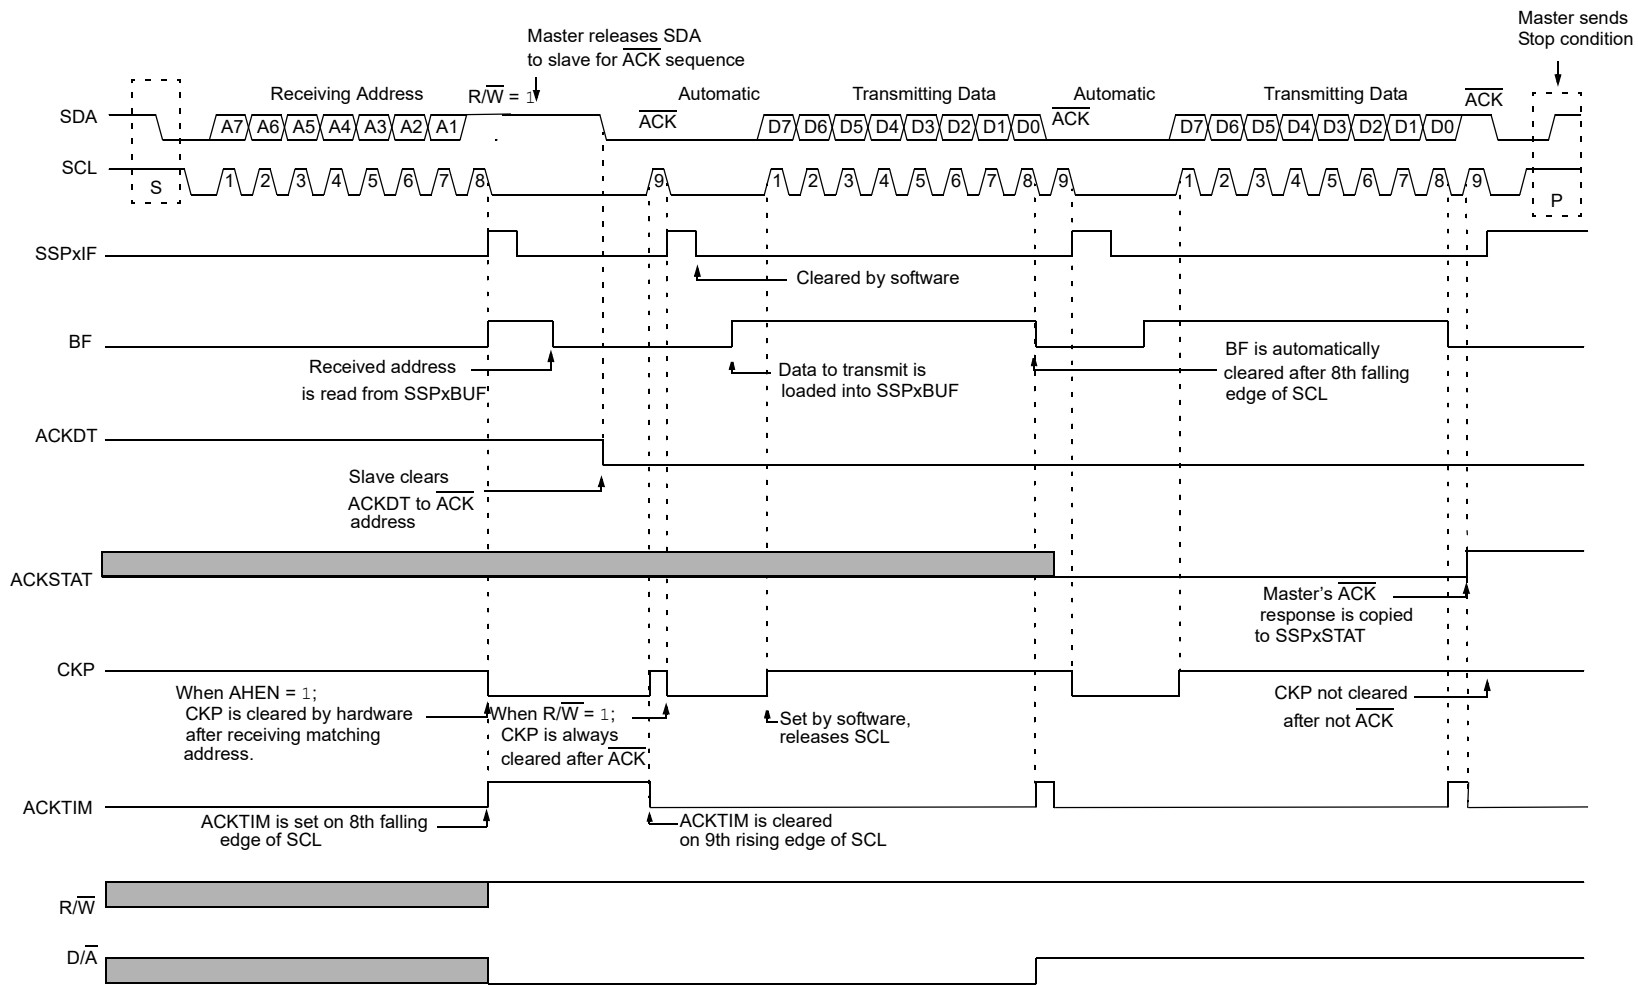 Master sends
Stop condition
Master releases SDA
to slave for ACK sequence
Receiving Address
R/W = 1
Automatic
Transmitting Data
Automatic
Transmitting Data
ACK
SDA
A7 A6 A5 A4 A3 A2 A1
ACK
D7 D6 D5 D4 D3 D2 D1 D0
ACK
D7 D6 D5 D4 D3 D2 D1 D0
SCL
S
1 2 3 4 5 6 7 8 9
1 2 3 4 5 6 7 8 9
1 2 3 4 5 6 7 8 9
P
SSPxIF
Cleared by software
BF
Received address
is read from SSPxBUF
Data to transmit is
loaded into SSPxBUF
BF is automatically
cleared after 8th falling
edge of SCL
ACKDT
Slave clears
ACKDT to ACK
address
ACKSTAT
Master's ACK
response is copied
to SSPxSTAT
CKP
When AHEN = 1;
CKP is cleared by hardware
after receiving matching
address.
When R/W = 1;
CKP is always
cleared after ACK
Set by software,
releases SCL
CKP not cleared
after not ACK
ACKTIM
ACKTIM is set on 8th falling
edge of SCL
ACKTIM is cleared
on 9th rising edge of SCL
R/W
D/A